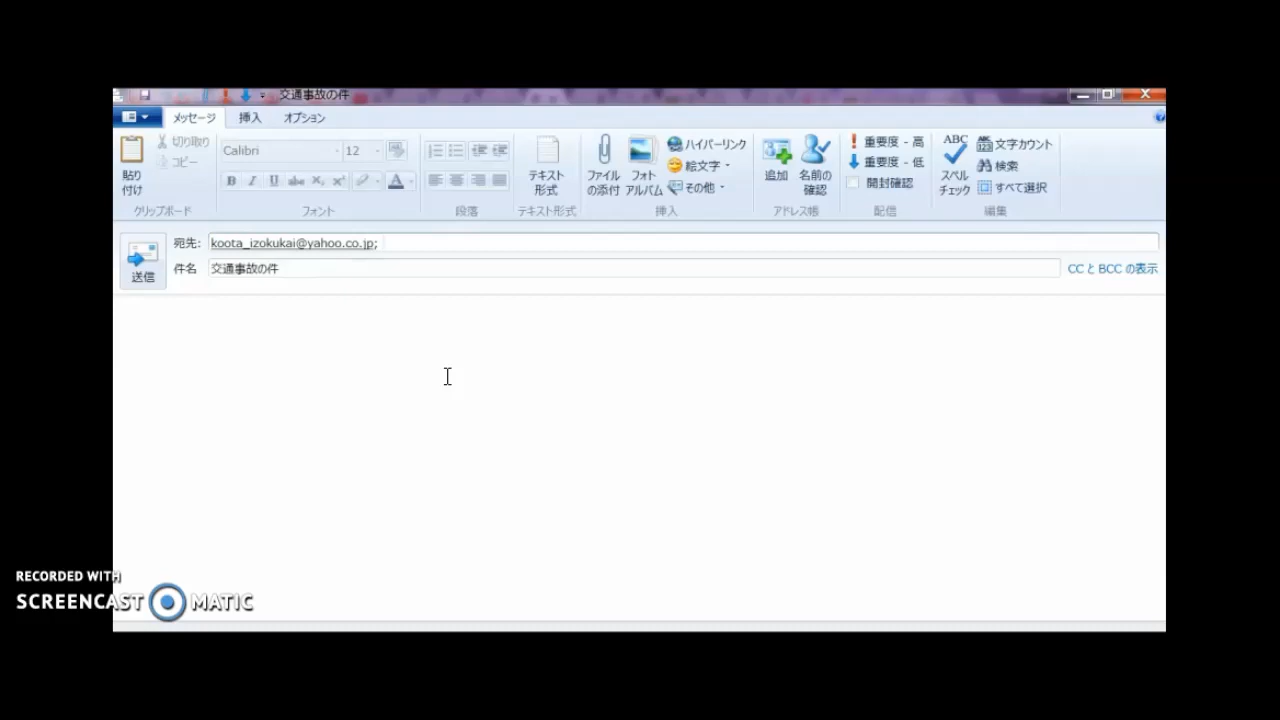 交通事故の件
メッセージ 挿入 オプション
貼り付け
切り取り
コピー
クリップボード
Calibri 12
B I U abc X₂ X² A
フォント
段落
テキスト形式
テキスト形式
ファイルの添付
フォトアルバム
ハイパーリンク
絵文字
その他
挿入
追加
名前の確認
アドレス帳
重要度 - 高
重要度 - 低
開封確認
配信
ABC
スペルチェック
文字カウント
検索
すべて選択
編集
送信
宛先: koota_izokukai@yahoo.co.jp;
件名 交通事故の件
CC と BCC の表示
RECORDED WITH
SCREENCAST MATIC